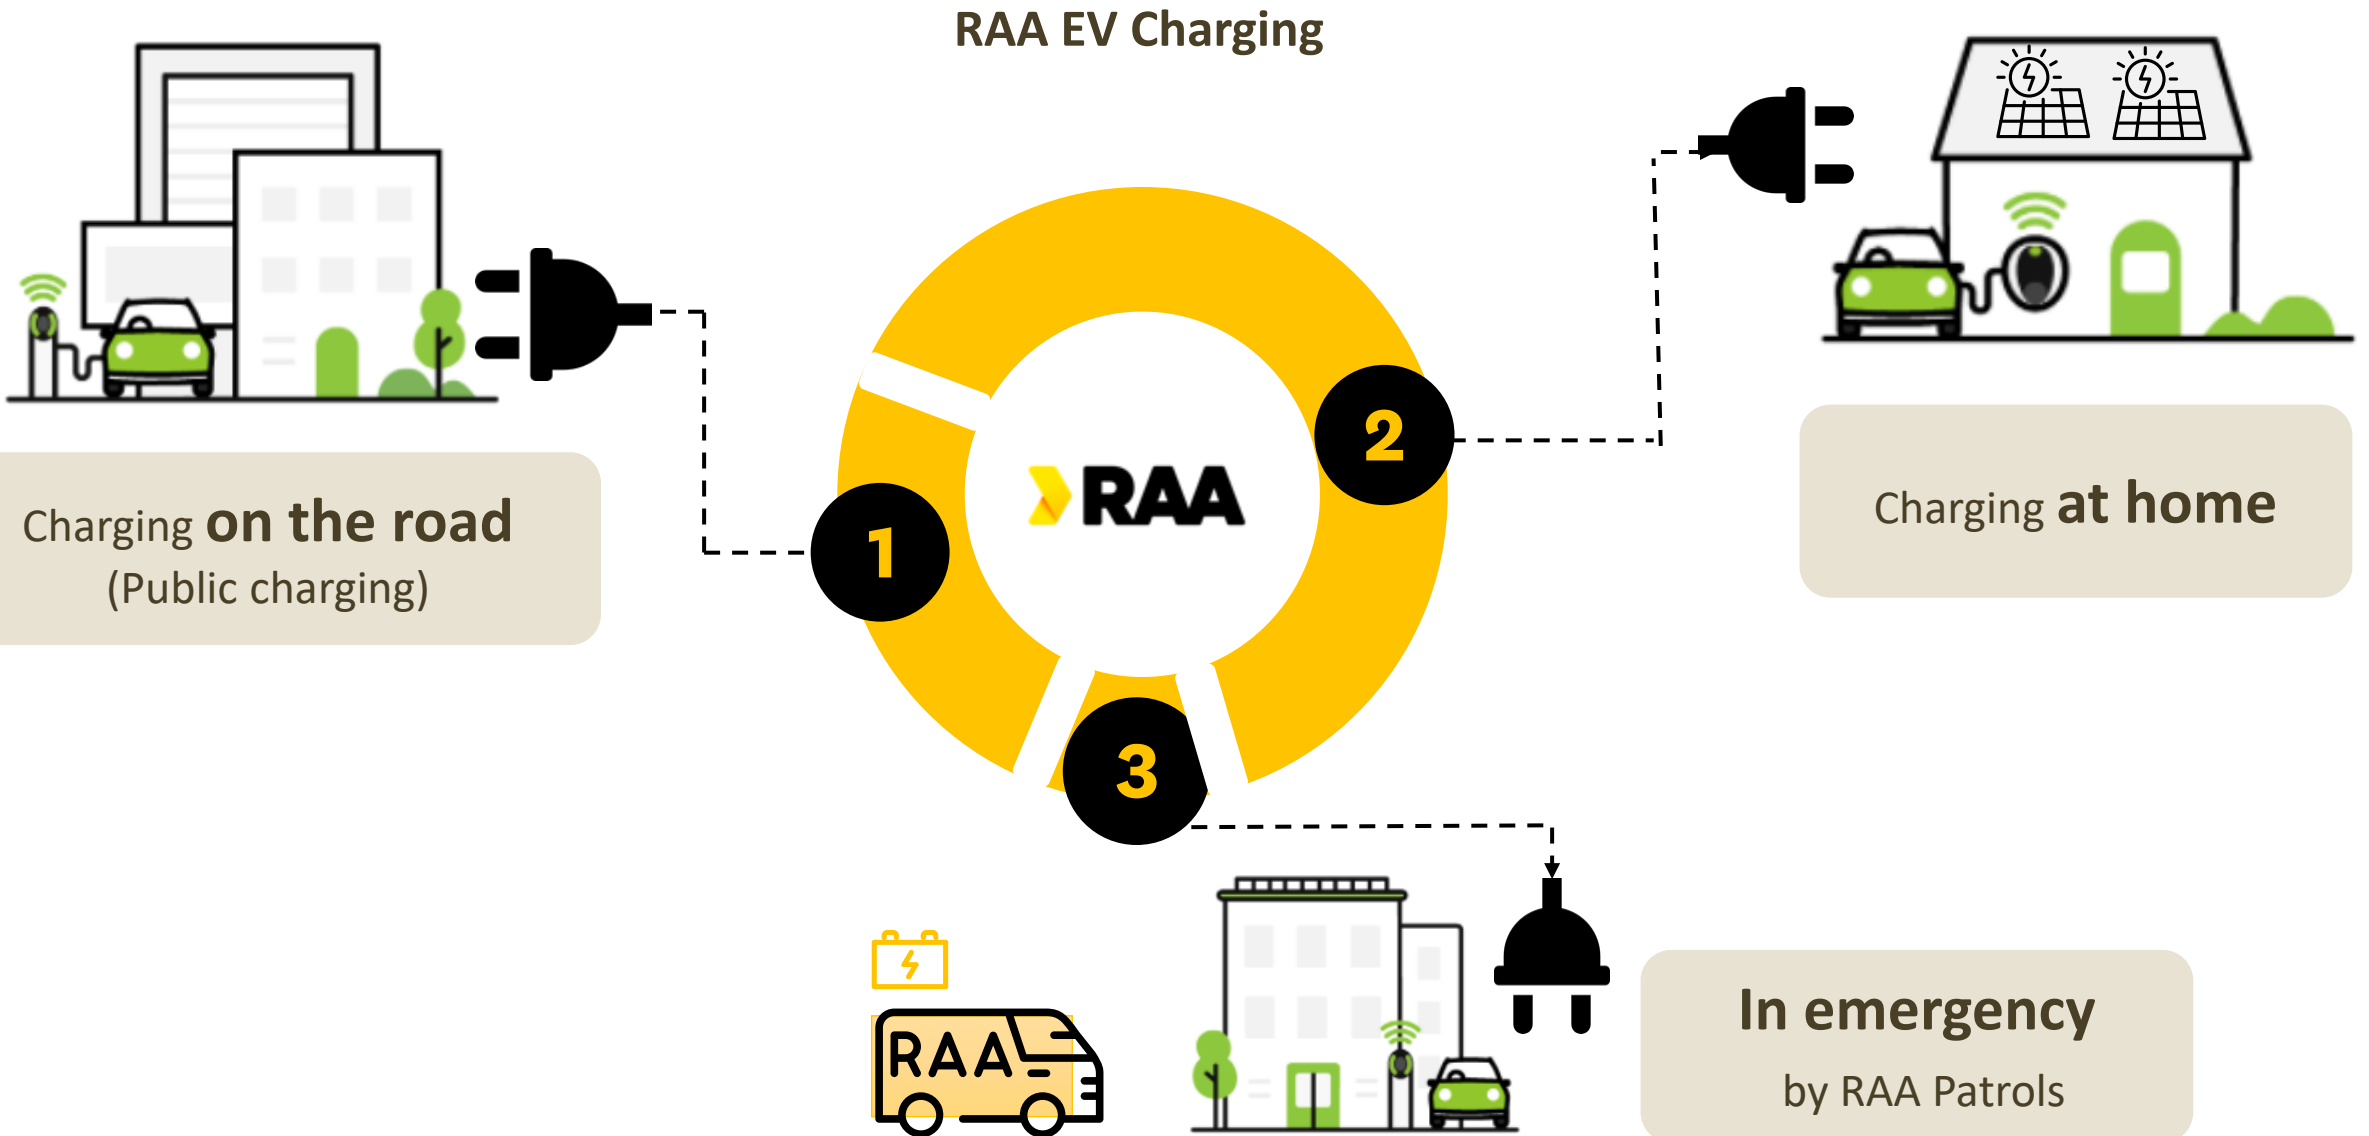 RAA EV Charging
Charging on the road
(Public charging)
1
RAA
2
Charging at home
3
RAA
In emergency
by RAA Patrols